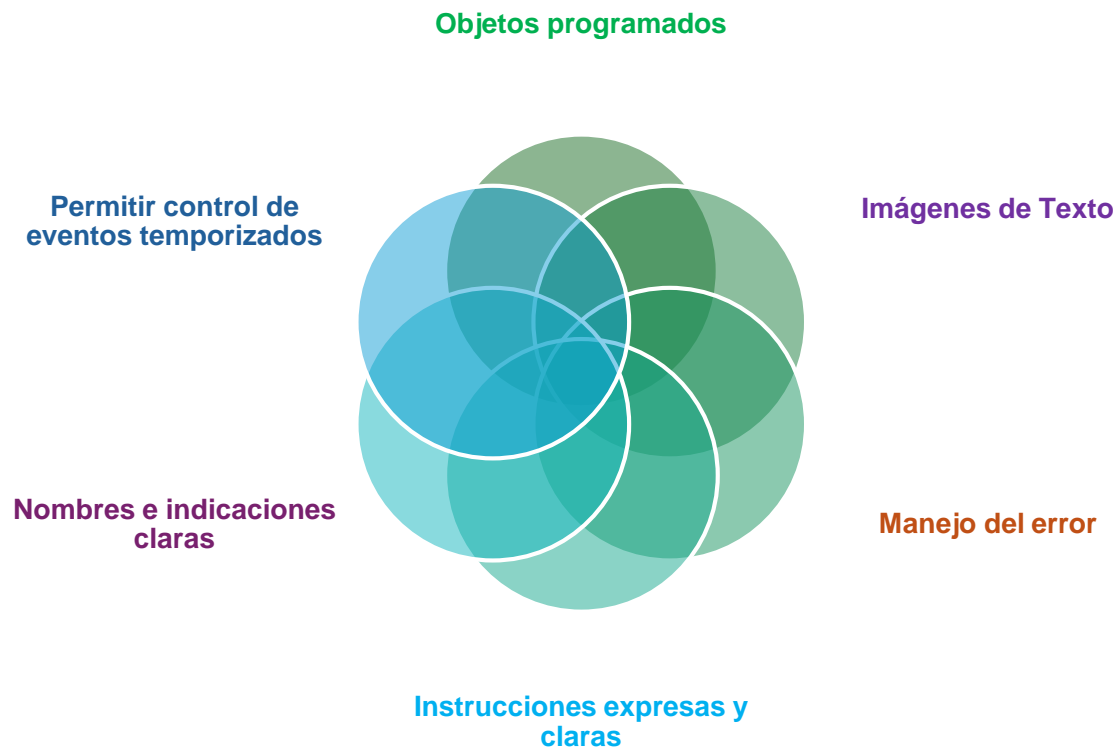 Objetos programados
Permitir control de
eventos temporizados
Imágenes de Texto
Nombres e indicaciones
claras
Manejo del error
Instrucciones expresas y
claras